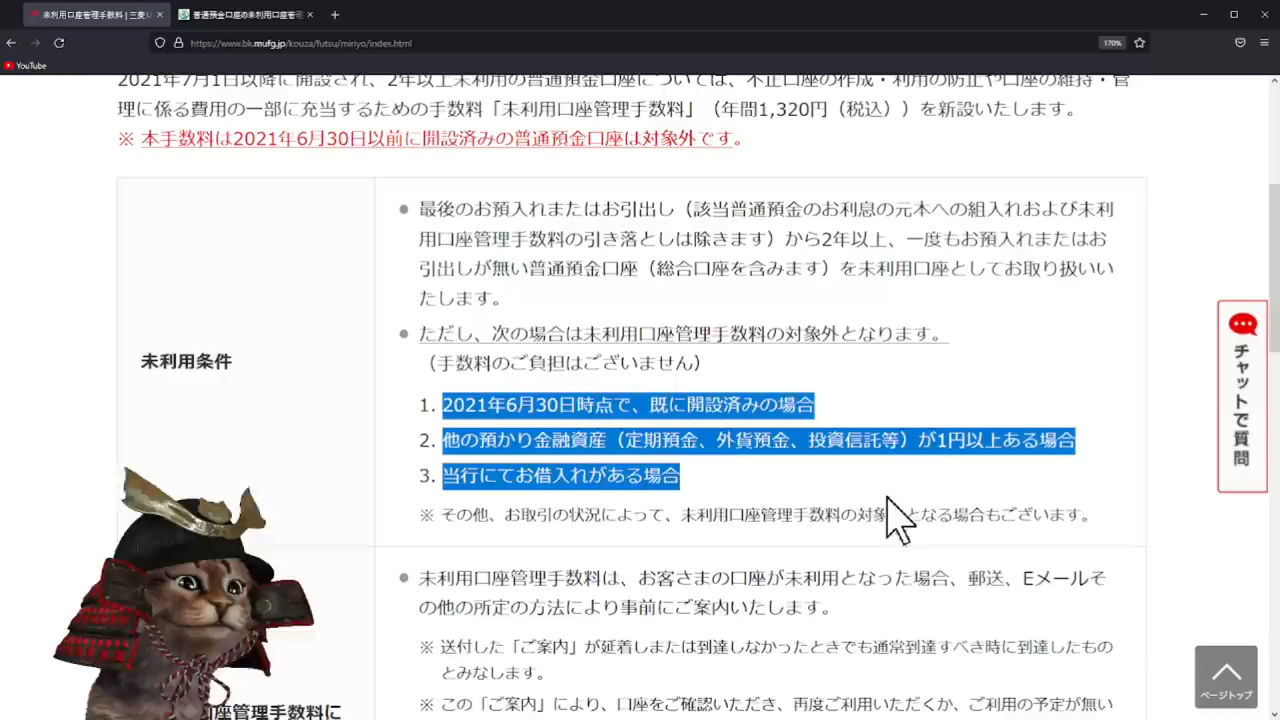 未利用口座管理手数料 | 三菱U
普通預金口座の未利用口座管理
https://www.bk.mufg.jp/kouza/futsu/miriyo/index.html
170%
YouTube
2021年7月1日以降に開設され、2年以上未利用の普通預金口座については、不正口座の作成・利用の防止や口座の維持・管
理に係る費用の一部に充当するための手数料「未利用口座管理手数料」（年間1,320円（税込））を新設いたします。
※ 本手数料は2021年6月30日以前に開設済みの普通預金口座は対象外です。
未利用条件
最後のお預入れまたはお引出し（該当普通預金のお利息の元本への組入れおよび未利
用口座管理手数料の引き落としは除きます）から2年以上、一度もお預入れまたはお
引出しが無い普通預金口座（総合口座を含みます）を未利用口座としてお取り扱いい
たします。
ただし、次の場合は未利用口座管理手数料の対象外となります。
（手数料のご負担はございません）
1. 2021年6月30日時点で、既に開設済みの場合
2. 他の預かり金融資産（定期預金、外貨預金、投資信託等）が1円以上ある場合
3. 当行にてお借入れがある場合
※ その他、お取引の状況によって、未利用口座管理手数料の対象となる場合もございます。
未利用口座管理手数料は、お客さまの口座が未利用となった場合、郵送、Eメールそ
の他の所定の方法により事前にご案内いたします。
※ 送付した「ご案内」が延着しまたは到達しなかったときでも通常到達すべき時に到達したもの
とみなします。
※ この「ご案内」により、口座をご確認いただき、再度ご利用いただくか、ご利用の予定が無い
座管理手数料に
チャットで質問
ページトップ